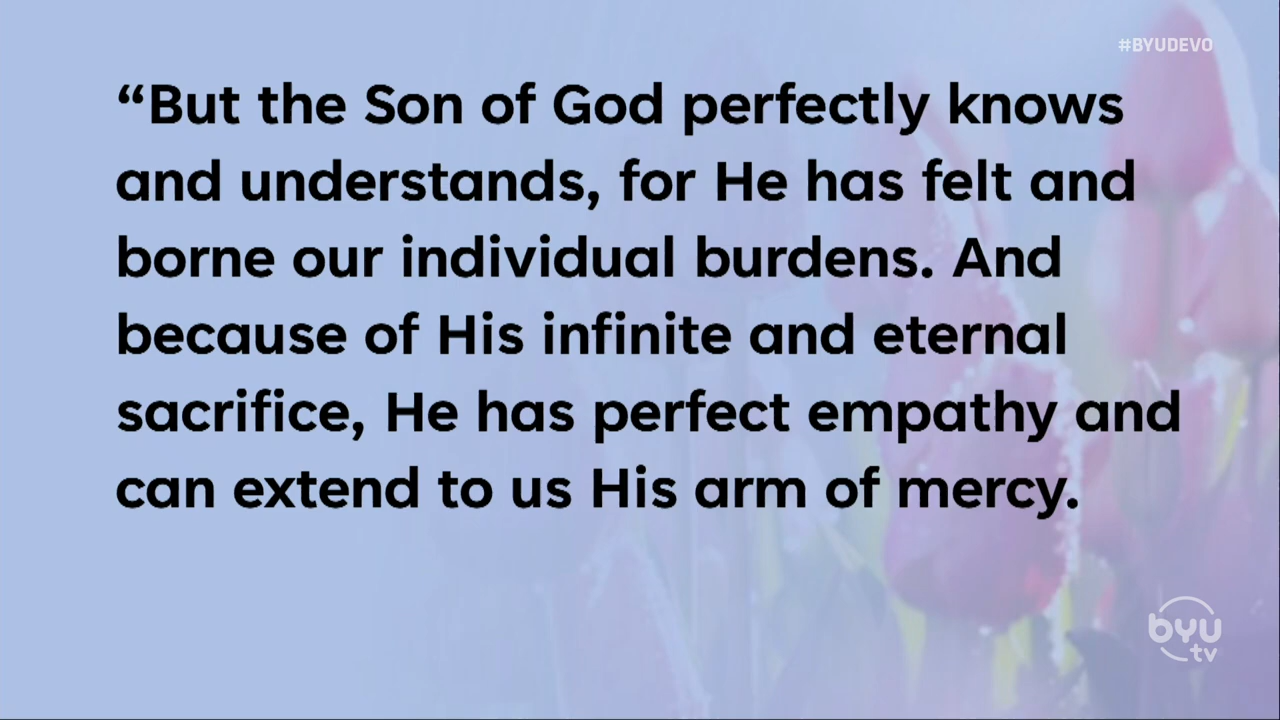 #BYUDEVO
“But the Son of God perfectly knows
and understands, for He has felt and
borne our individual burdens. And
because of His infinite and eternal
sacrifice, He has perfect empathy and
can extend to us His arm of mercy.
byu
tv